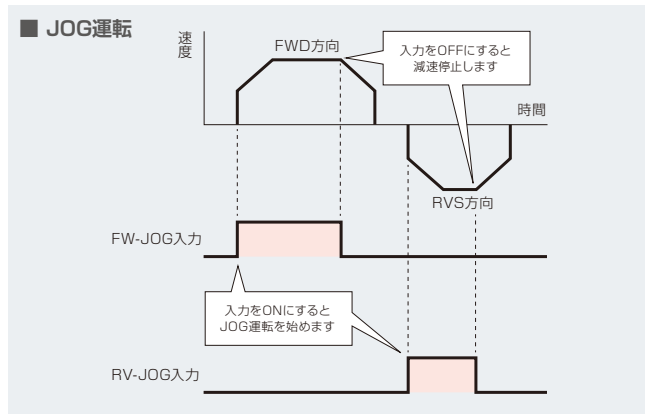 ■ JOG運転
速度
FWD方向
入力をOFFにすると
減速停止します
時間
RVS方向
FW-JOG入力
入力をONにすると
JOG運転を始めます
RV-JOG入力